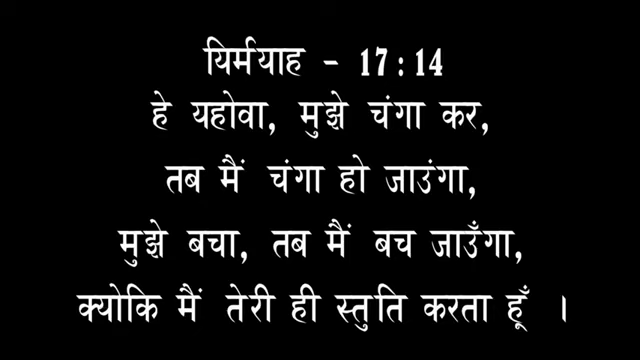 यिर्मयाह - 17:14
हे यहोवा, मुझे चंगा कर,
तब मैं चंगा हो जाउंगा,
मुझे बचा, तब मैं बच जाउँगा,
क्योकि मैं तेरी ही स्तुति करता हूँ ।